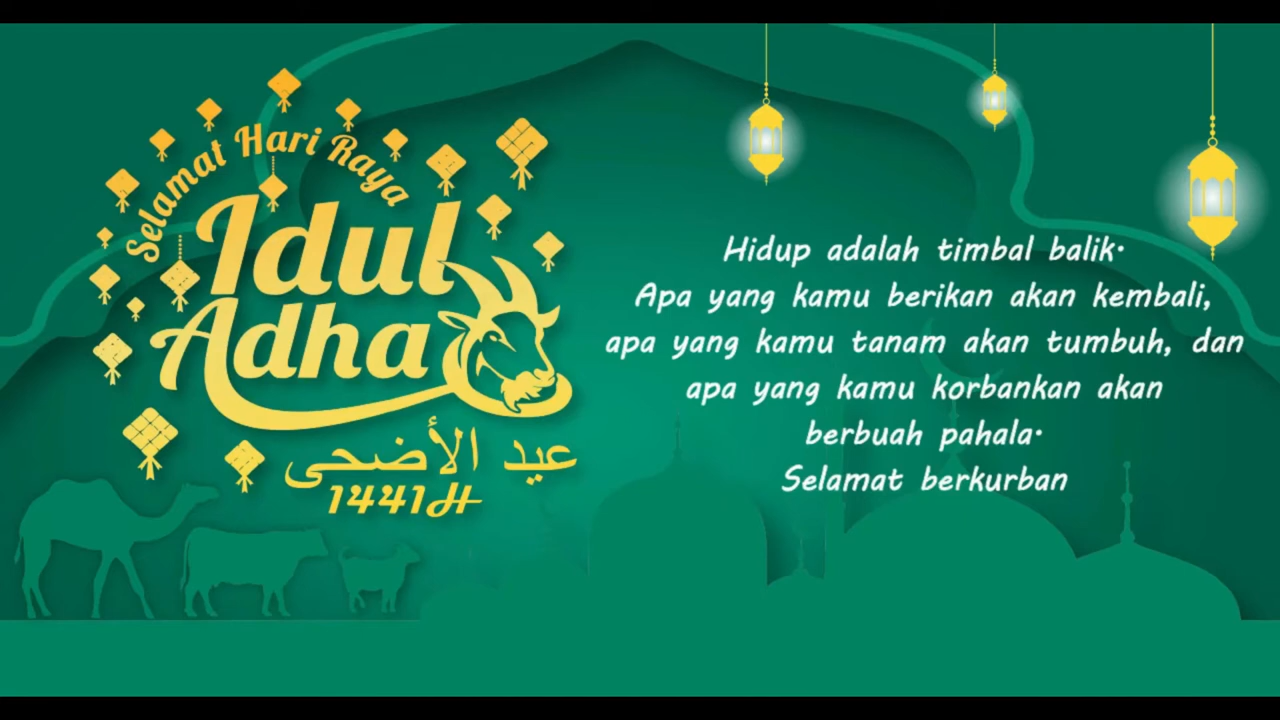 Selamat Hari Raya
Idul
Adha
عيد الأضحى
1441H
Hidup adalah timbal balik.
Apa yang kamu berikan akan kembali,
apa yang kamu tanam akan tumbuh, dan
apa yang kamu korbankan akan
berbuah pahala.
Selamat berkurban